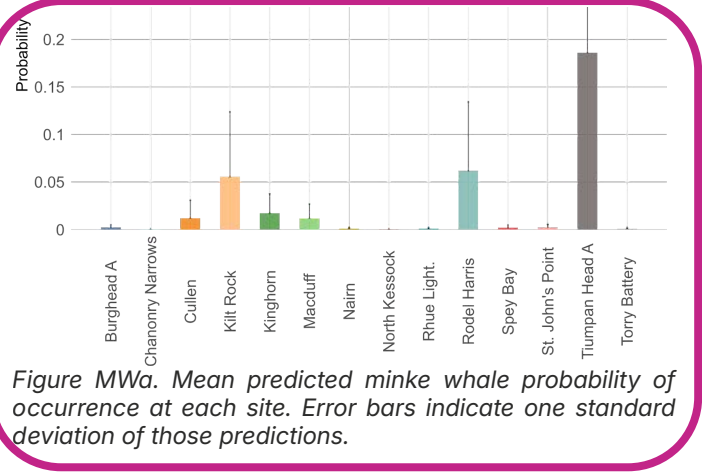 Probability
0.2
0.15
0.1
0.05
0
Burghead A
Chanonry Narrows
Cullen
Kilt Rock
Kinghorn
Macduff
Nairn
North Kessock
Rhue Light.
Rodel Harris
Spey Bay
St. John's Point
Tiumpan Head A
Torry Battery
Figure MWa. Mean predicted minke whale probability of
occurrence at each site. Error bars indicate one standard
deviation of those predictions.